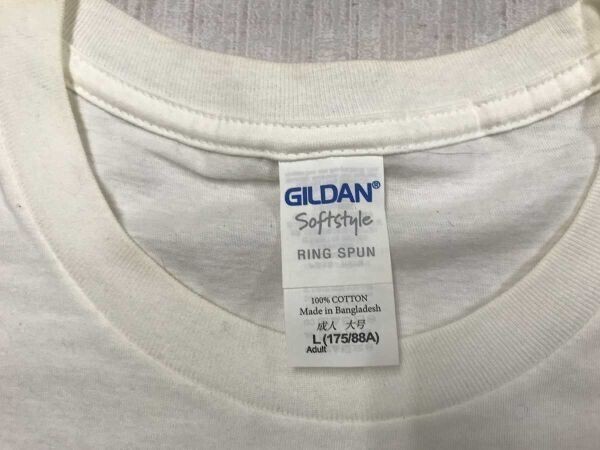 GILDAN®
Softstyle
RING SPUN
100% COTTON
Made in Bangladesh
成人 大号
L (175/88A)
Adult